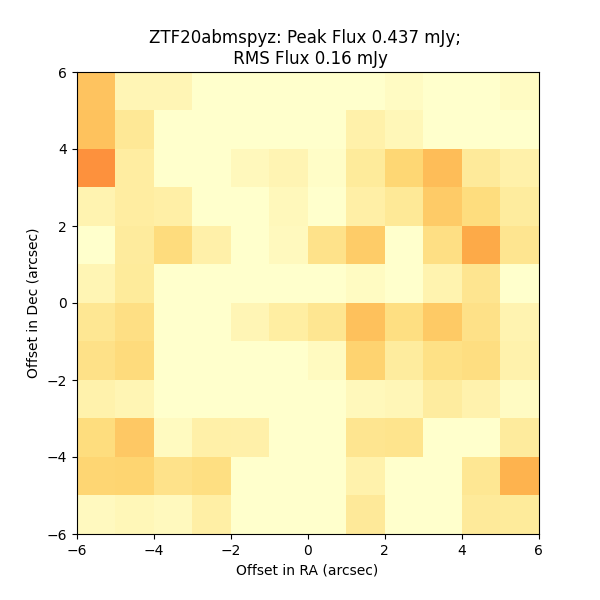 ZTF20abmspyz: Peak Flux 0.437 mJy;
RMS Flux 0.16 mJy
6
4
2
0
−2
−4
−6
Offset in Dec (arcsec)
−6 −4 −2 0 2 4 6
Offset in RA (arcsec)